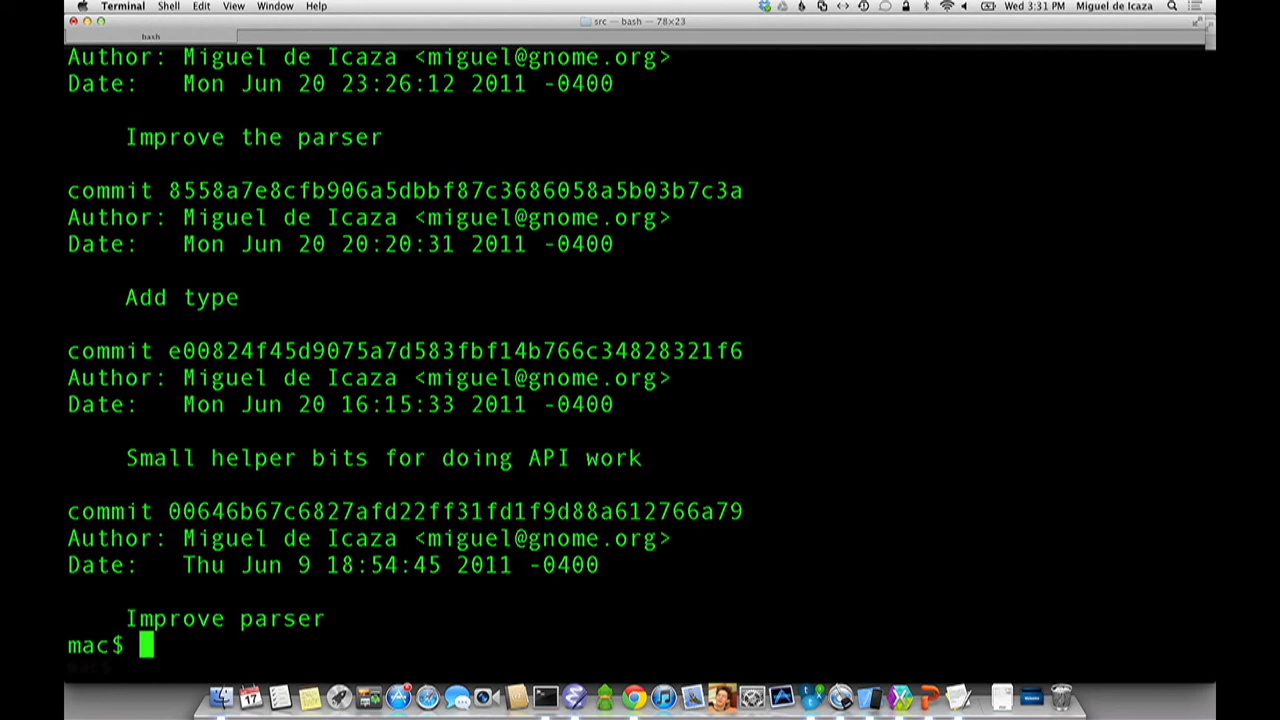 Terminal Shell Edit View Window Help Wed 3:31 PM Miguel de Icaza
src — bash — 78×23
bash
Author: Miguel de Icaza <miguel@gnome.org>
Date:   Mon Jun 20 23:26:12 2011 -0400
Improve the parser
commit 8558a7e8cfb906a5dbbf87c3686058a5b03b7c3a
Author: Miguel de Icaza <miguel@gnome.org>
Date:   Mon Jun 20 20:20:31 2011 -0400
Add type
commit e00824f45d9075a7d583fbf14b766c34828321f6
Author: Miguel de Icaza <miguel@gnome.org>
Date:   Mon Jun 20 16:15:33 2011 -0400
Small helper bits for doing API work
commit 00646b67c6827afd22ff31fd1f9d88a612766a79
Author: Miguel de Icaza <miguel@gnome.org>
Date:   Thu Jun 9 18:54:45 2011 -0400
Improve parser
mac$
17